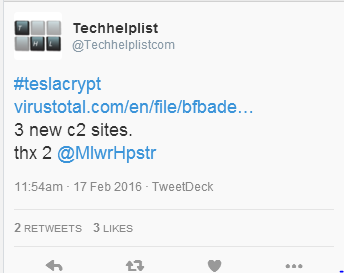 Techhelplist
@Techhelplistcom
#teslacrypt
virustotal.com/en/file/bfbade…
3 new c2 sites.
thx 2 @MlwrHpstr
11:54am · 17 Feb 2016 · TweetDeck
2 RETWEETS 3 LIKES